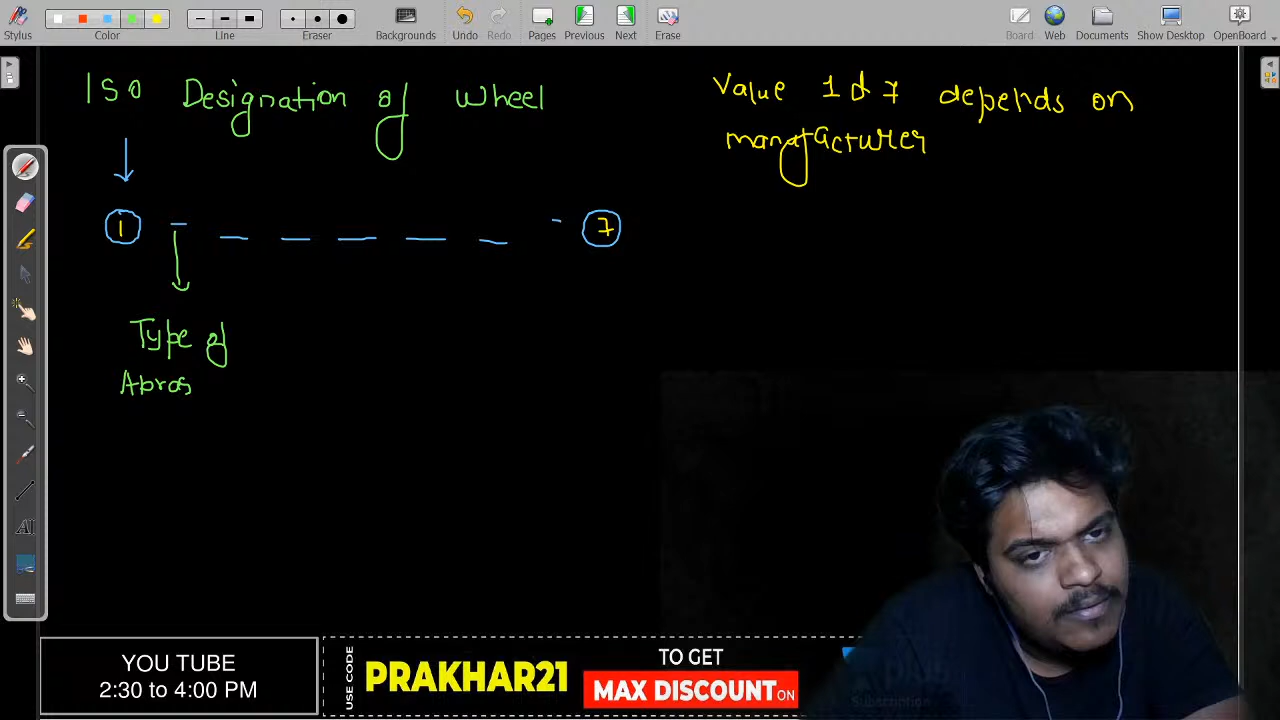 Stylus
Color
Line
Eraser
Backgrounds
Undo
Redo
Pages
Previous
Next
Erase
Board
Web
Documents
Show Desktop
OpenBoard
ISO Designation of wheel
Value 1 d 7 depends on
manufacturer
1
7
Type of
Abras
YOU TUBE
2:30 to 4:00 PM
USE CODE
PRAKHAR21
TO GET
MAX DISCOUNT ON
Subscription